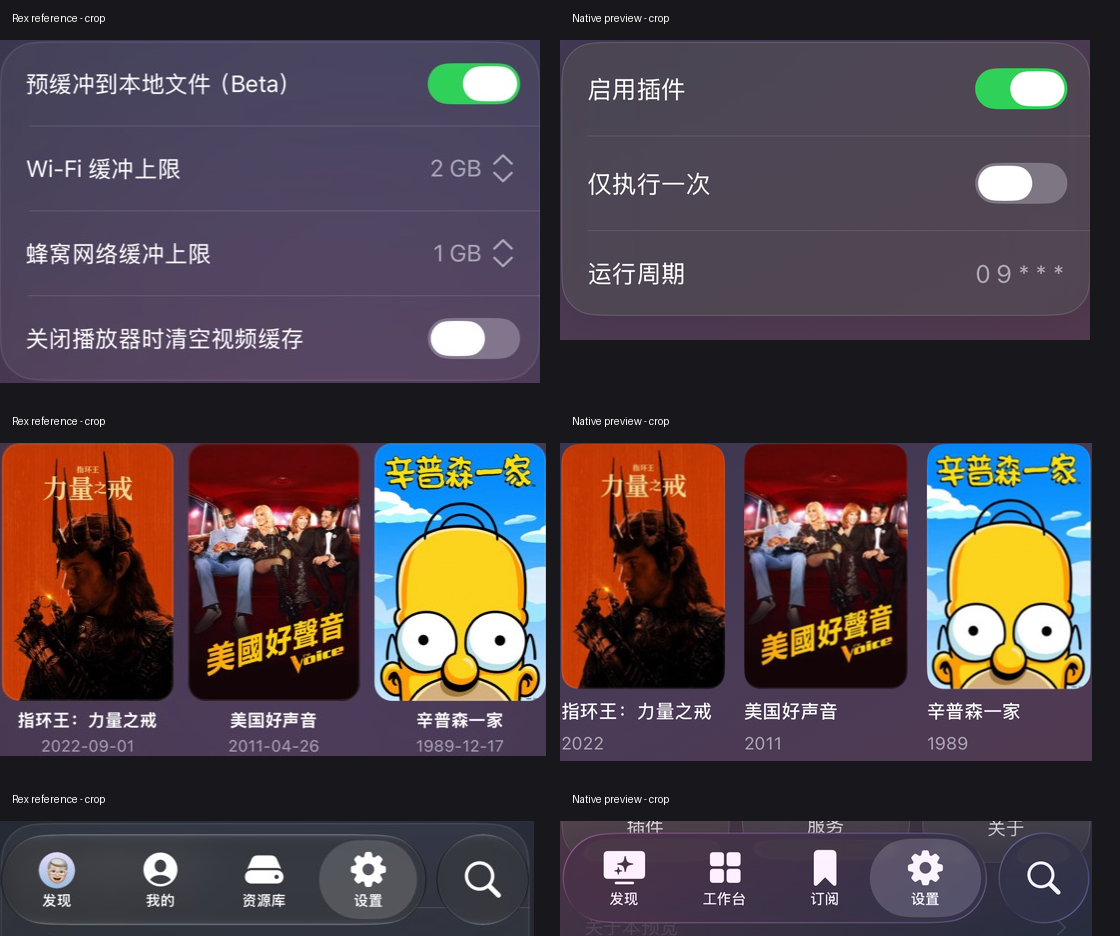 Rex reference - crop
Native preview - crop
预缓冲到本地文件（Beta）
Wi-Fi 缓冲上限
2 GB
蜂窝网络缓冲上限
1 GB
关闭播放器时清空视频缓存
启用插件
仅执行一次
运行周期
09***
Rex reference - crop
Native preview - crop
指环王
力量之戒
美國好聲音
Voice
辛普森一家
指环王：力量之戒
美国好声音
辛普森一家
2022-09-01
2011-04-26
1989-12-17
指环王
力量之戒
美國好聲音
Voice
辛普森一家
指环王：力量之戒
美国好声音
辛普森一家
2022
2011
1989
Rex reference - crop
Native preview - crop
发现
我的
资源库
设置
插件
服务
关于
发现
工作台
订阅
设置
关于本预览